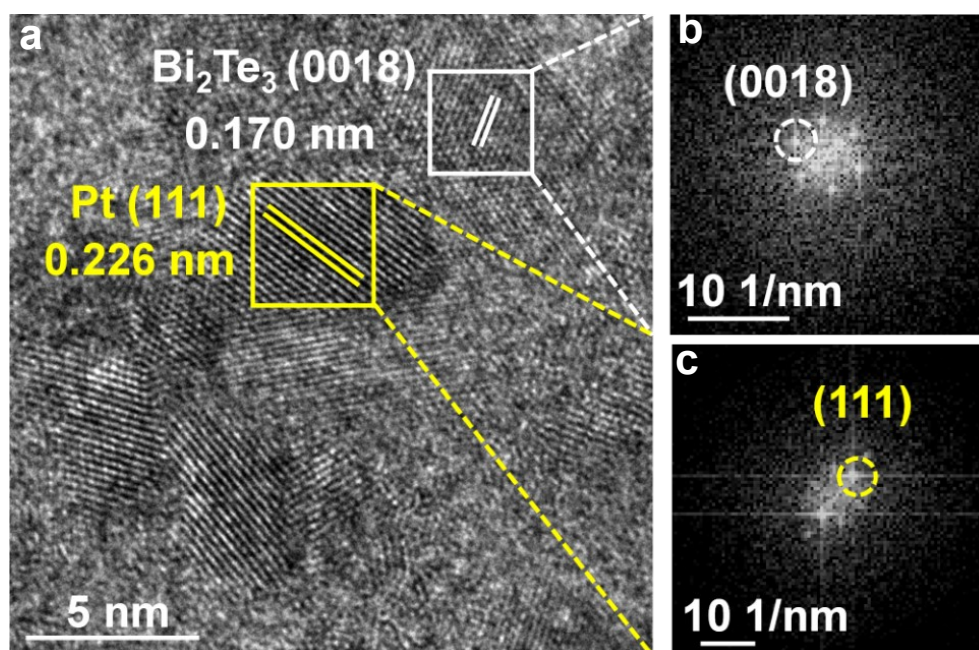 a
Bi₂Te₃ (0018)
0.170 nm
Pt (111)
0.226 nm
5 nm
b
(0018)
10 1/nm
c
(111)
10 1/nm